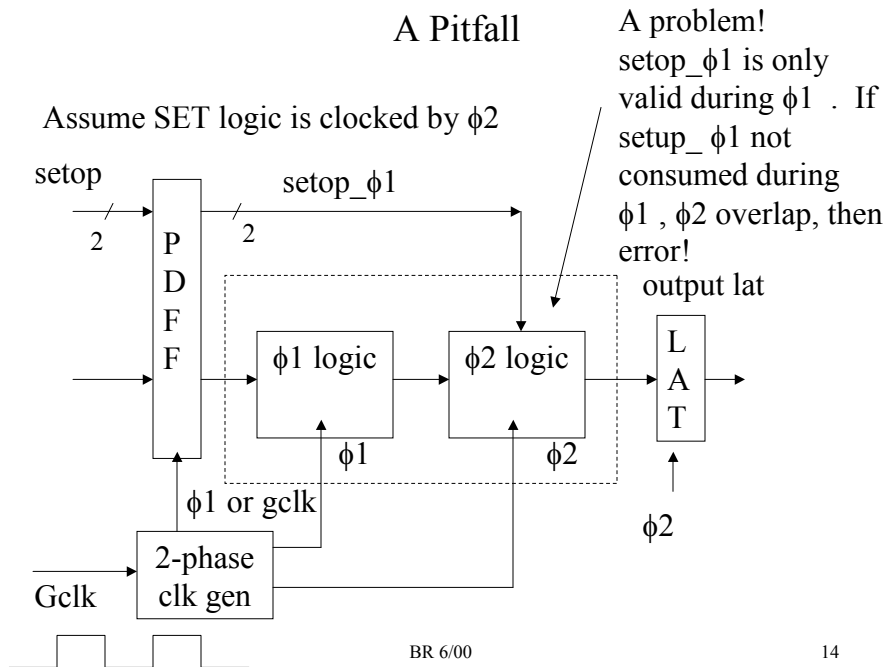 A Pitfall
A problem!
setop_ϕ1 is only
valid during ϕ1 . If
setup_ ϕ1 not
consumed during
ϕ1 , ϕ2 overlap, then
error!
Assume SET logic is clocked by ϕ2
setop
2
setop_ϕ1
2
P
D
F
F
output lat
ϕ1 logic
ϕ2 logic
L
A
T
ϕ1
ϕ2
ϕ1 or gclk
ϕ2
2-phase
clk gen
Gclk
BR 6/00
14